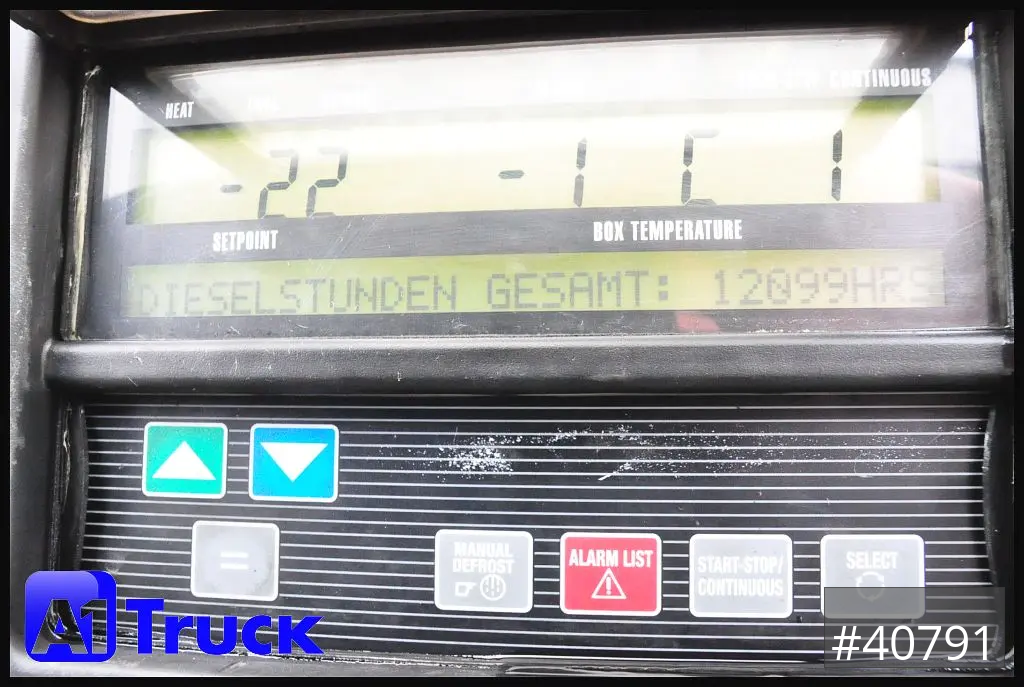 HEAT
CONTINUOUS
-22
-1
1
SETPOINT
BOX TEMPERATURE
DIESELSTUNDEN GESAMT: 12099HRS
MANUAL
DEFROST
ALARM LIST
START-STOP/
CONTINUOUS
SELECT
=
A1 Truck
#40791